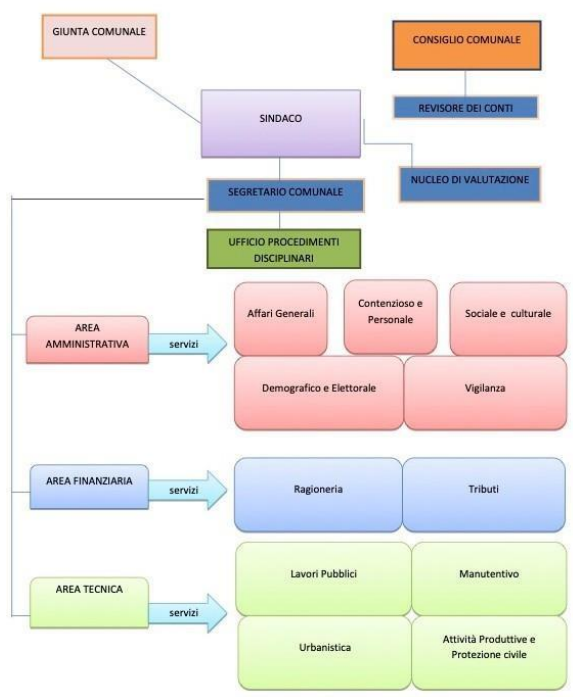 GIUNTA COMUNALE
CONSIGLIO COMUNALE
REVISORE DEI CONTI
SINDACO
NUCLEO DI VALUTAZIONE
SEGRETARIO COMUNALE
UFFICIO PROCEDIMENTI
DISCIPLINARI
AREA
AMMINISTRATIVA
servizi
Affari Generali
Contenzioso e
Personale
Sociale e culturale
Demografico e Elettorale
Vigilanza
AREA FINANZIARIA
servizi
Ragioneria
Tributi
AREA TECNICA
servizi
Lavori Pubblici
Manutentivo
Urbanistica
Attività Produttive e
Protezione civile